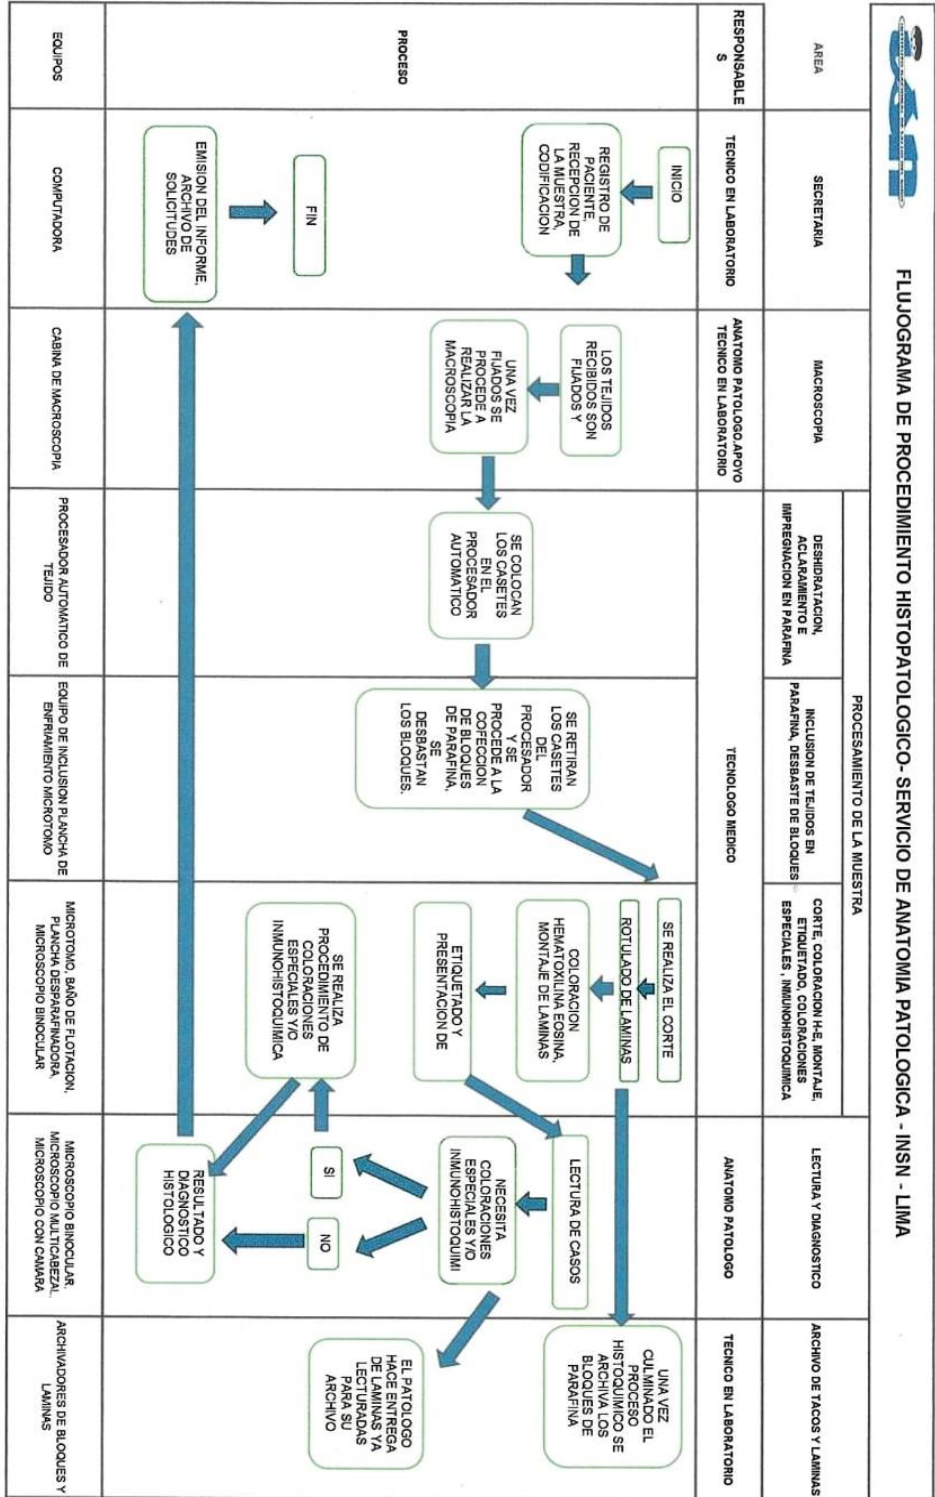 FLUJOGRAMA DE PROCEDIMIENTO HISTOPATOLOGICO- SERVICIO DE ANATOMIA PATOLOGICA - INSN - LIMA
AREA
SECRETARIA
MACROSCOPIA
PROCESAMIENTO DE LA MUESTRA
DESHIDRATACION,
ACLARAMIENTO E
IMPREGNACION EN PARAFINA
INCLUSION DE TEJIDOS EN
PARAFINA, DESBASTE DE BLOQUES
CORTE, COLORACION H-E, MONTAJE,
ETIQUETADO, COLORACIONES
ESPECIALES , INMUNOHISTOQUIMICA
LECTURA Y DIAGNOSTICO
ARCHIVO DE TACOS Y LAMINAS
RESPONSABLE
S
TECNICO EN LABORATORIO
ANATOMO PATOLOGO.APOYO
TECNICO EN LABORATORIO
TECNOLOGO MEDICO
ANATOMO PATOLOGO
TECNICO EN LABORATORIO
PROCESO
INICIO
REGISTRO DE
PACIENTE,
RECEPCION DE
LA MUESTRA,
CODIFICACION
FIN
EMISION DEL INFORME,
ARCHIVO DE
SOLICITUDES
LOS TEJIDOS
RECIBIDOS SON
FIJADOS Y
UNA VEZ
FIJADOS SE
PROCEDE A
REALIZAR LA
MACROSCOPIA
SE COLOCAN
LOS CASETES
EN EL
PROCESADOR
AUTOMATICO
SE RETIRAN
LOS CASETES
DEL
PROCESADOR
Y SE
PROCEDE A LA
COFECCION
DE BLOQUES
DE PARAFINA,
SE
DESBASTAN
LOS BLOQUES.
SE REALIZA EL CORTE
ROTULADO DE LAMINAS
COLORACION
HEMATOXILINA EOSINA,
MONTAJE DE LAMINAS
ETIQUETADO Y
PRESENTACION DE
SE REALIZA
PROCEDIMIENTO DE
COLORACIONES
ESPECIALES Y/O
INMUNOHISTOQUIMICA
LECTURA DE CASOS
NECESITA
COLORACIONES
ESPECIALES Y/O
INMUNOHISTOQUIMI
SI
NO
RESULTADO Y
DIAGNOSTICO
HISTOLOGICO
UNA VEZ
CULMINADO EL
PROCESO
HISTOQUIMICO SE
ARCHIVA LOS
BLOQUES DE
PARAFINA
EL PATOLOGO
HACE ENTREGA
DE LAMINAS YA
LECTURADAS
PARA SU
ARCHIVO
EQUIPOS
COMPUTADORA
CABINA DE MACROSCOPIA
PROCESADOR AUTOMATICO DE
TEJIDO
EQUIPO DE INCLUSION PLANCHA DE
ENFRIAMIENTO MICROTOMO
MICROTOMO, BAÑO DE FLOTACION,
PLANCHA DESPARAFINADORA,
MICROSCOPIO BINOCULAR
MICROSCOPIO BINOCULAR.
MICROSCOPIO MULTICABEZAL.
MICROSCOPIO CON CAMARA
ARCHIVADORES DE BLOQUES Y
LAMINAS